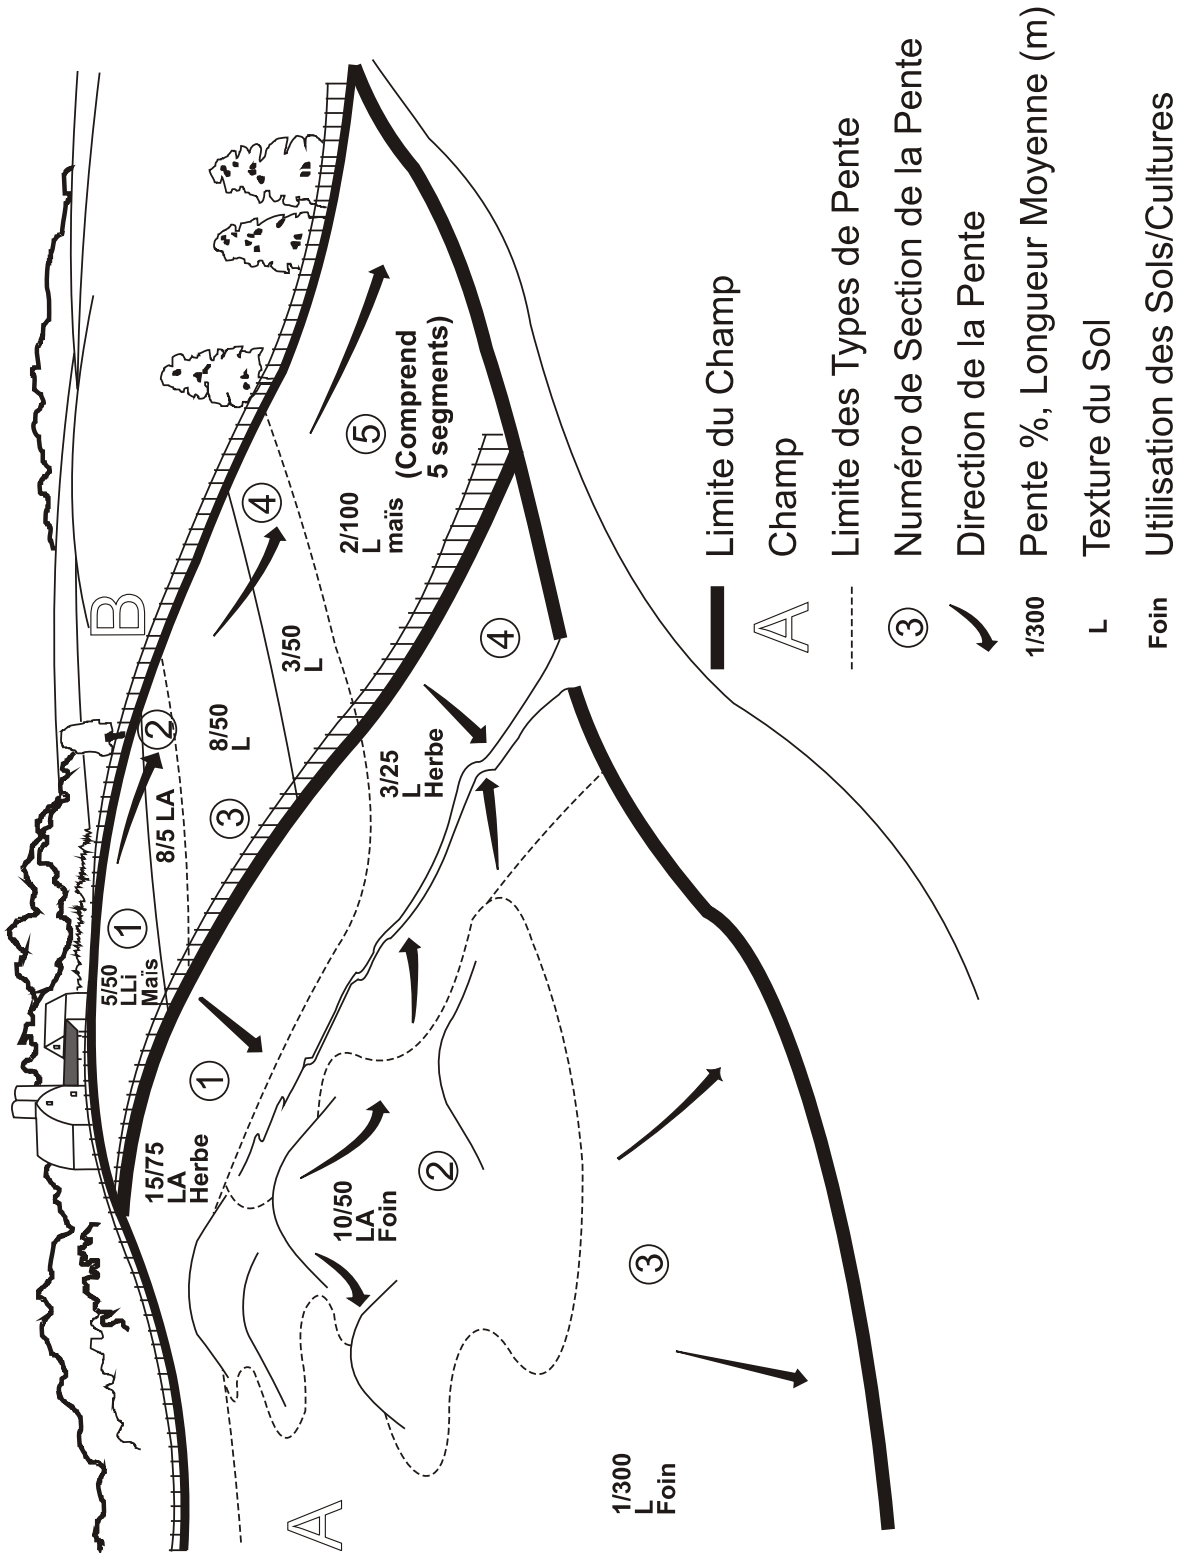 B
1
5/50
LLi
Maïs
2
8/5 LA
3
8/50
L
4
3/50
L
5
(Comprend
5 segments)
2/100
L
maïs
A
1
15/75
LA
Herbe
2
10/50
LA
Foin
3
1/300
L
Foin
4
3/25
L
Herbe
Limite du Champ
A Champ
Limite des Types de Pente
3 Numéro de Section de la Pente
Direction de la Pente
1/300 Pente %, Longueur Moyenne (m)
L Texture du Sol
Foin Utilisation des Sols/Cultures